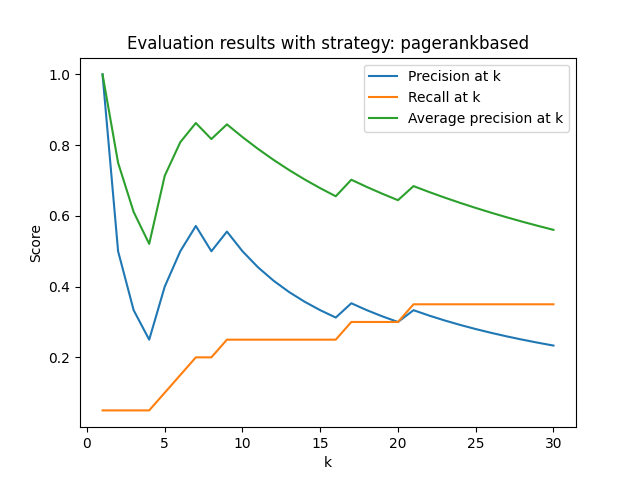 Evaluation results with strategy: pagerankbased
Precision at k
Recall at k
Average precision at k
1.0
0.8
0.6
0.4
0.2
Score
0 5 10 15 20 25 30
k